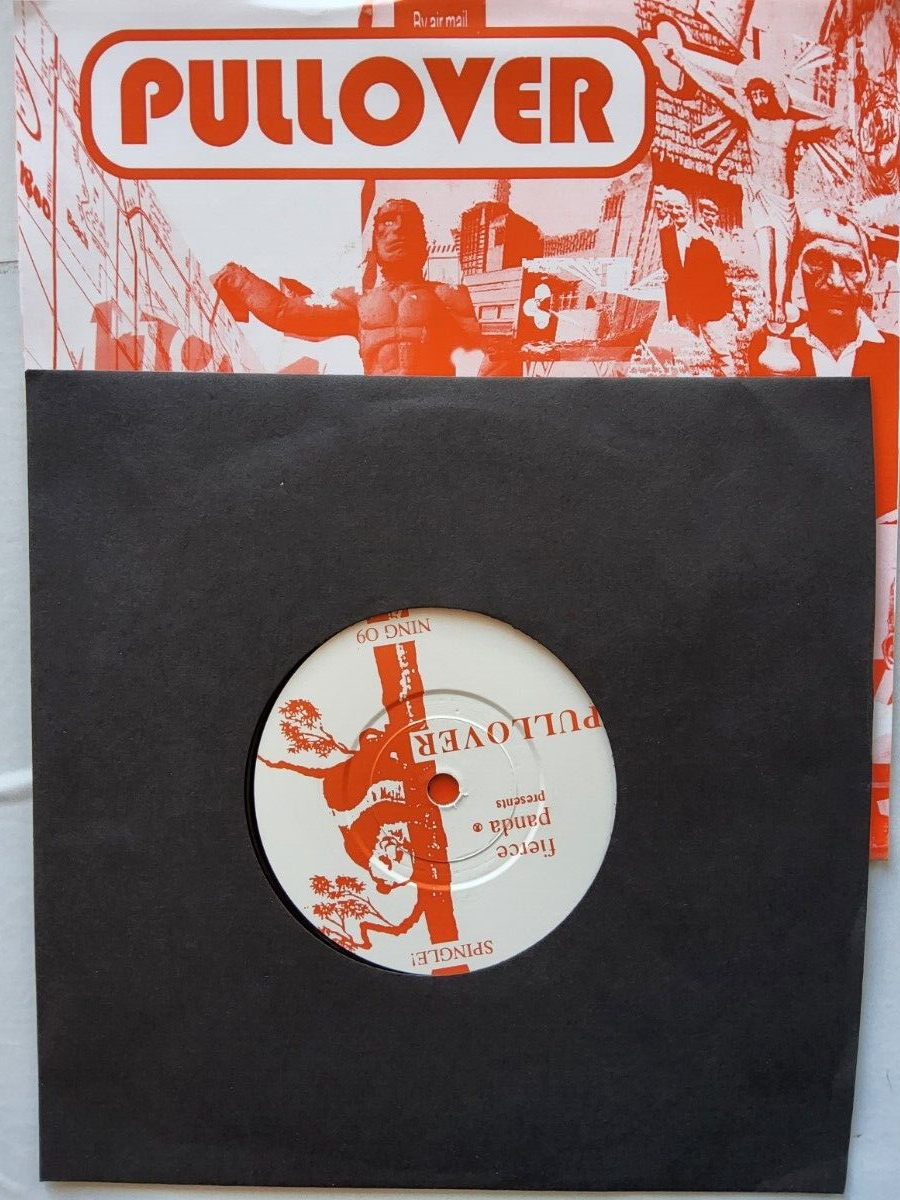 By air mail
PULLOVER
NING 09
PULLOVER
fierce
panda
presents
SPINGLE!